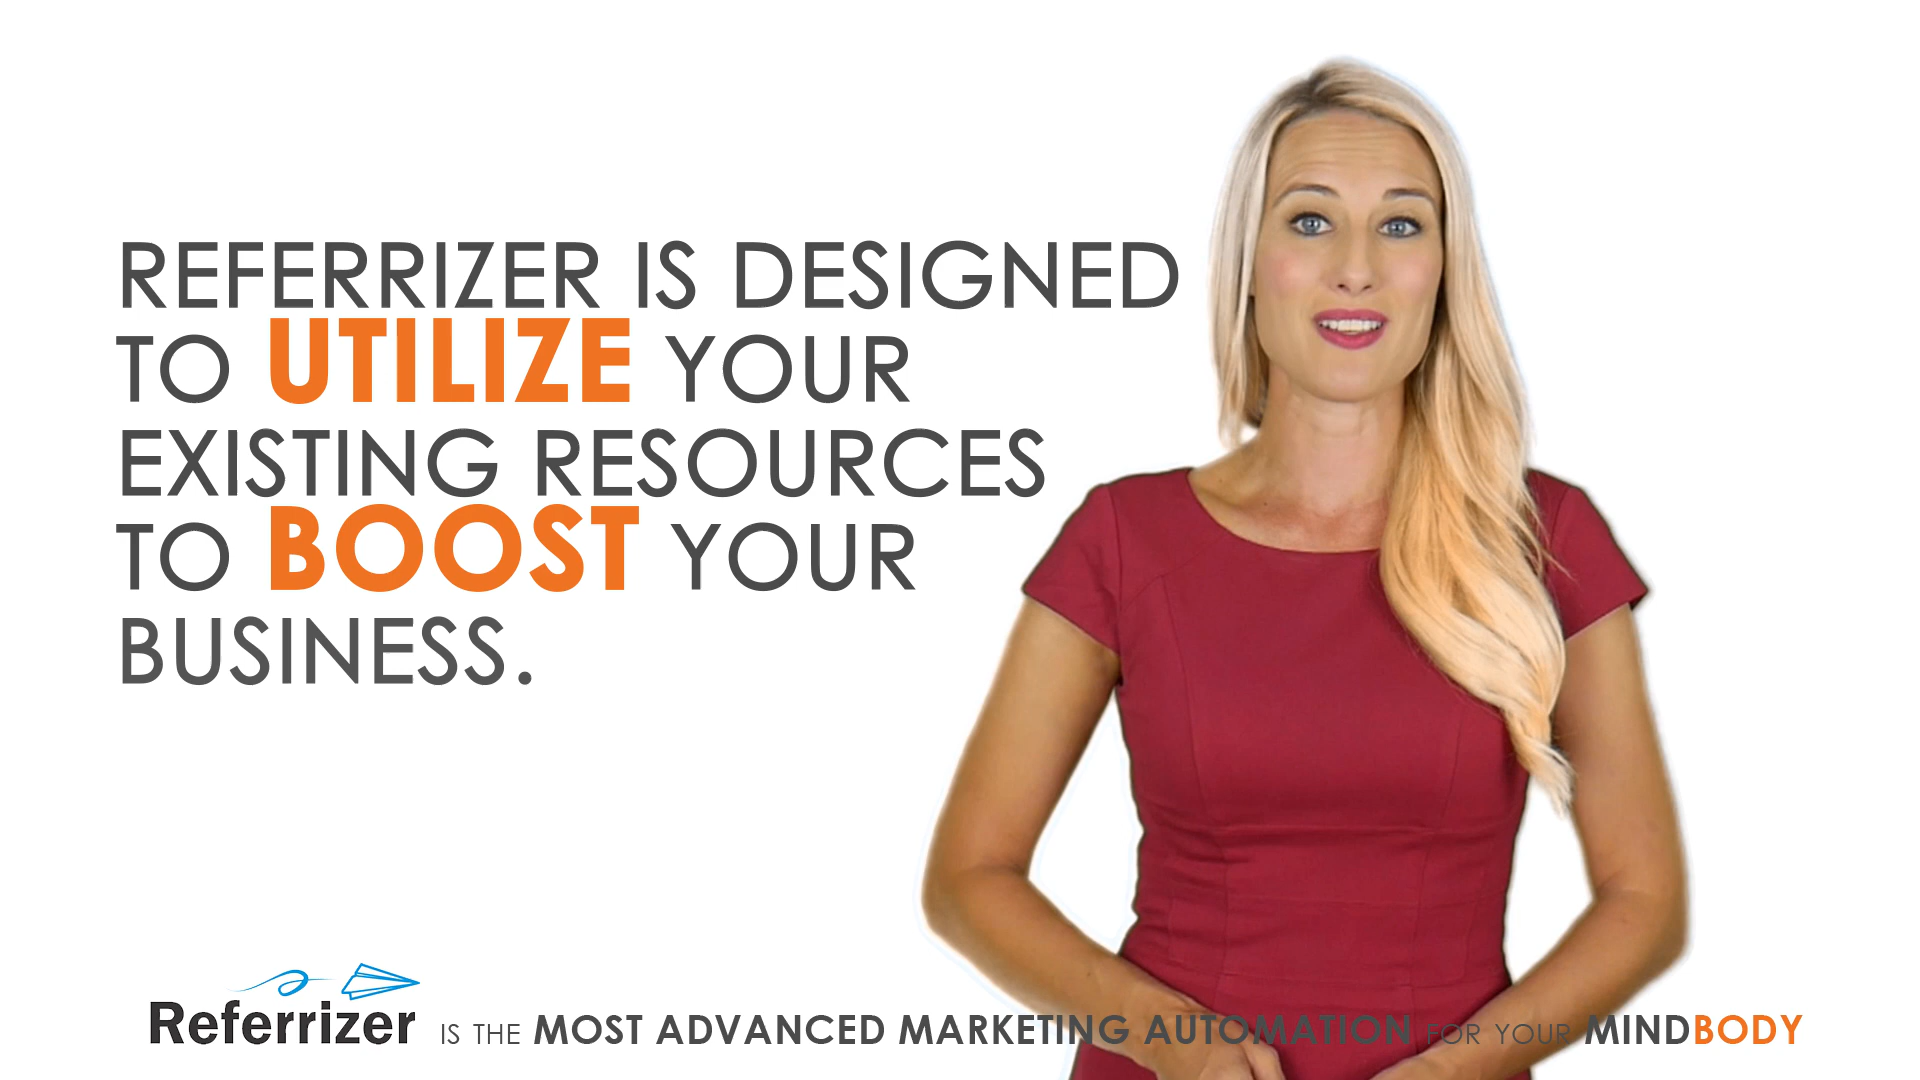 REFERRIZER IS DESIGNED
TO UTILIZE YOUR
EXISTING RESOURCES
TO BOOST YOUR
BUSINESS.
Referrizer IS THE MOST ADVANCED MARKETING AUTOMATION FOR YOUR MINDBODY